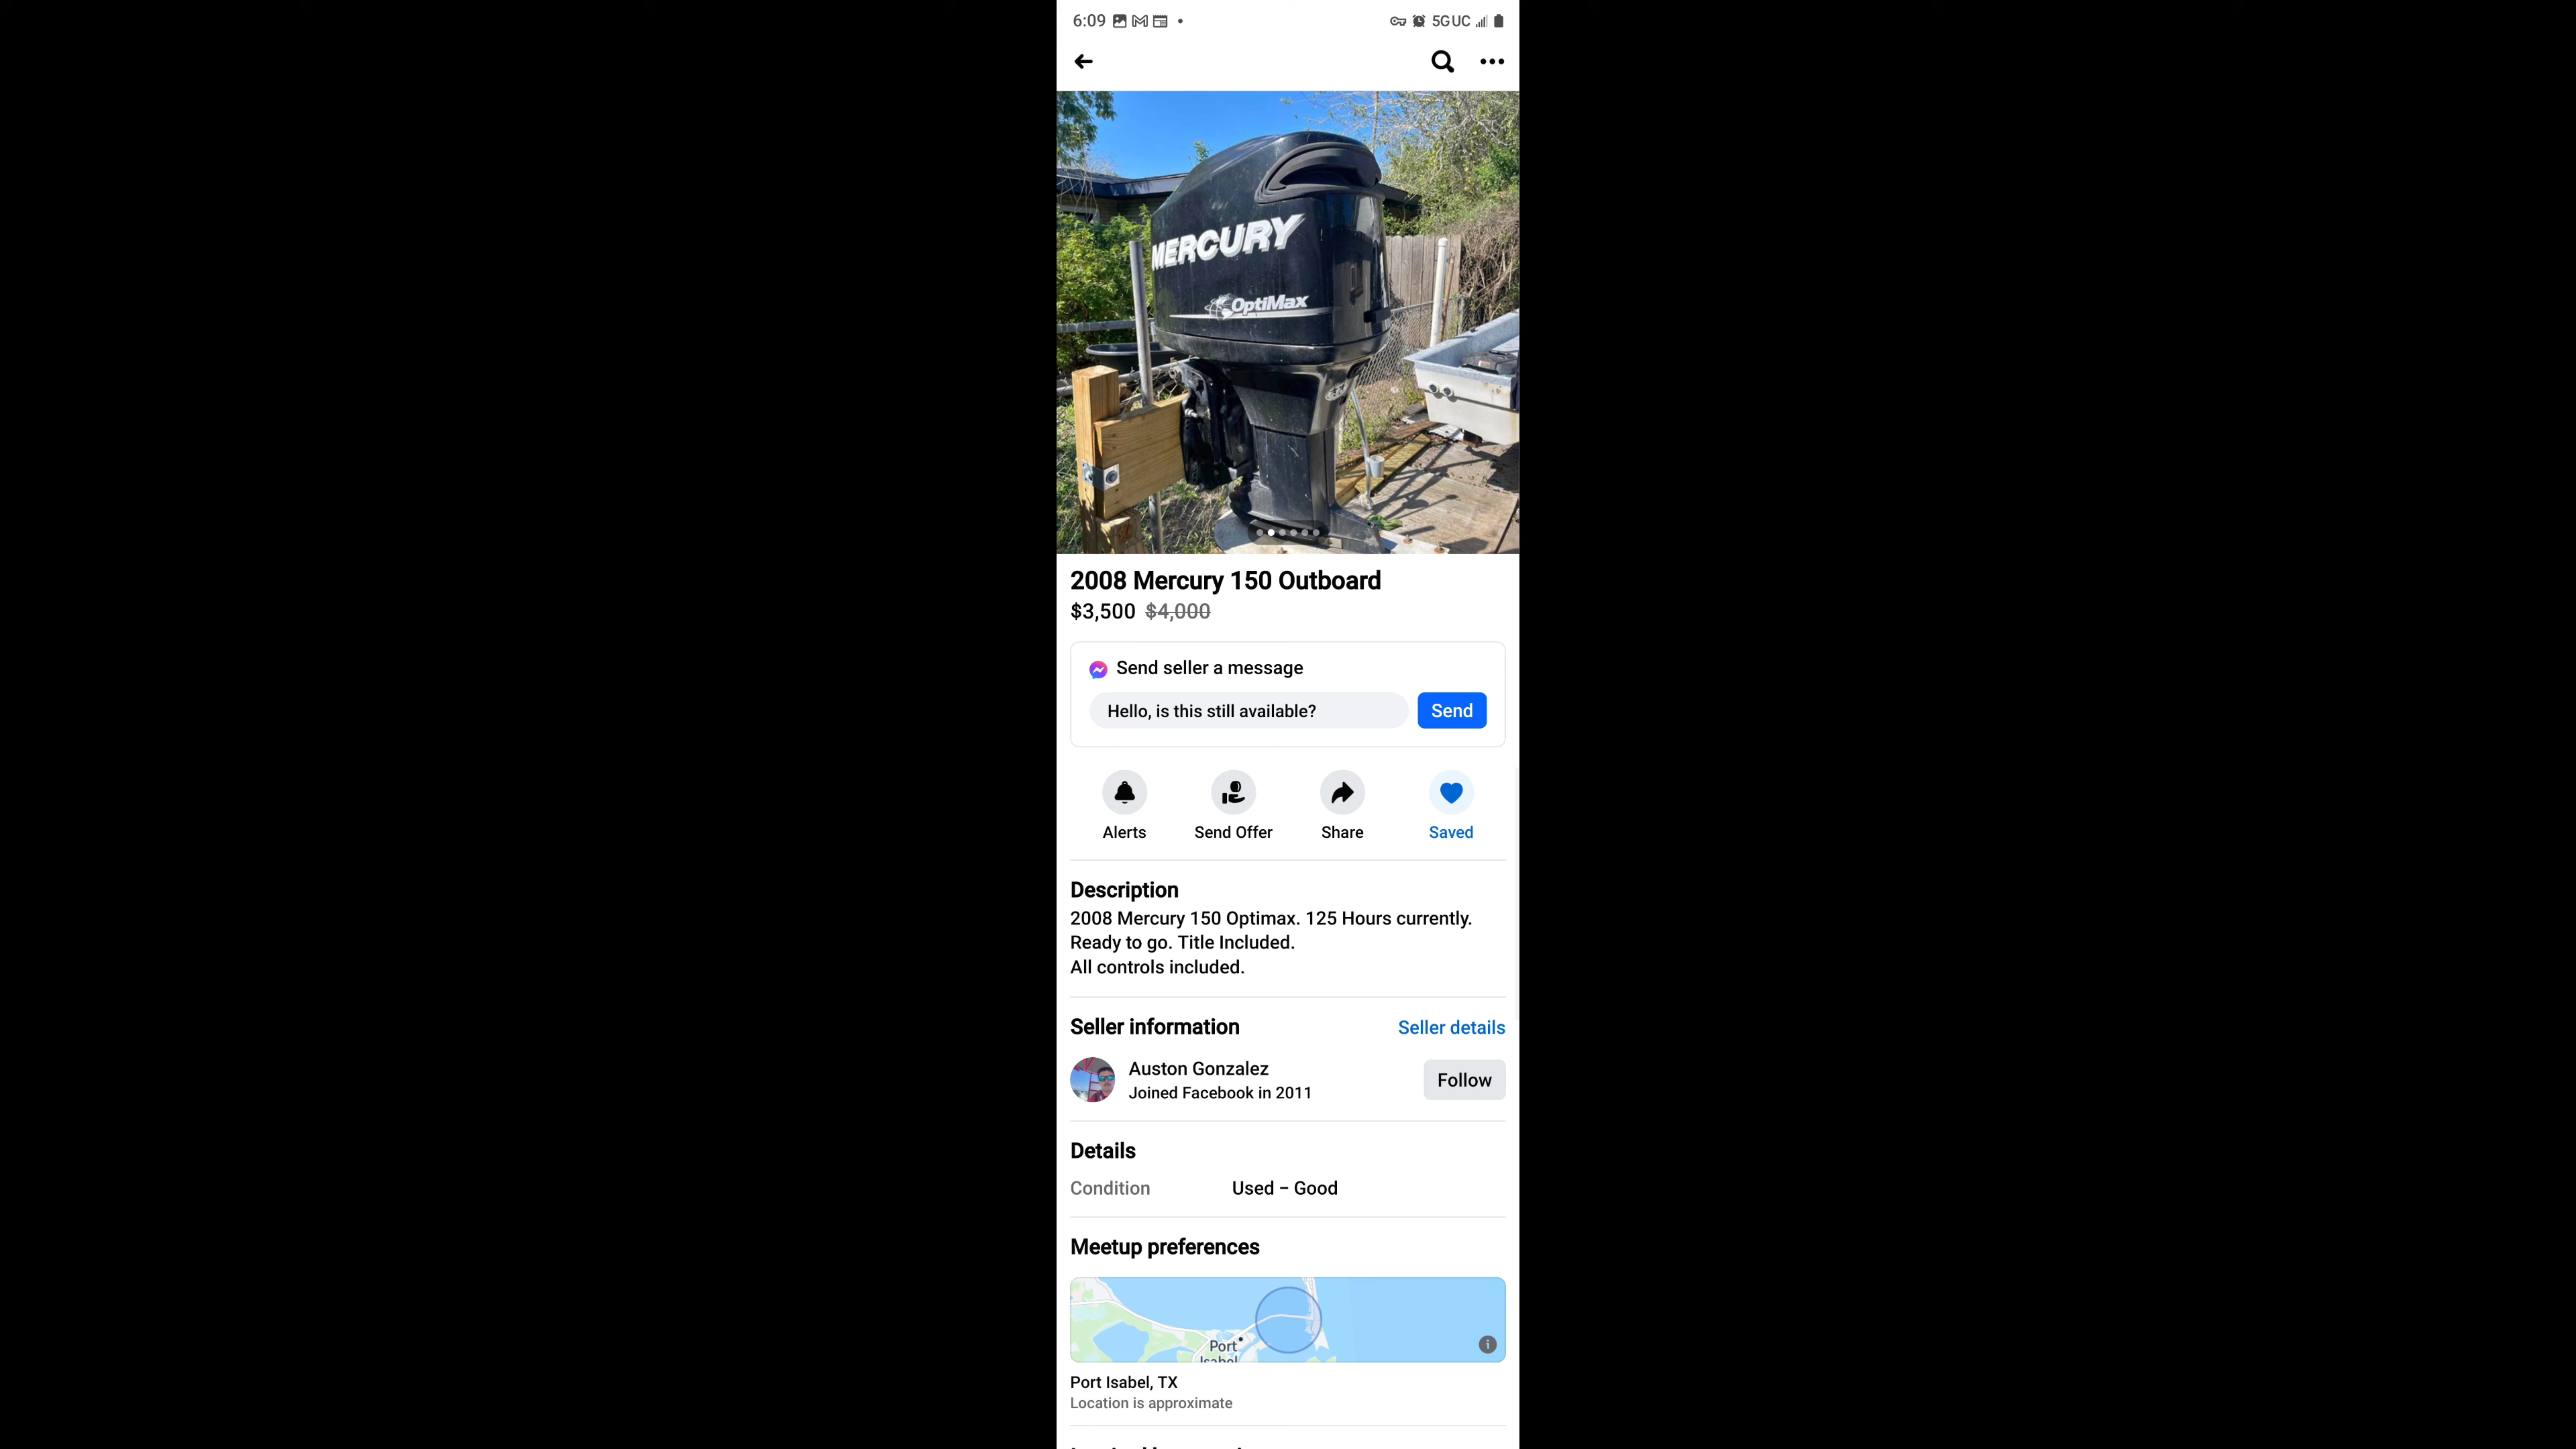 6:09 5G UC
MERCURY
OptiMax
2008 Mercury 150 Outboard
$3,500 $4,000
Send seller a message
Hello, is this still available?
Send
Alerts
Send Offer
Share
Saved
Description
2008 Mercury 150 Optimax. 125 Hours currently.
Ready to go. Title Included.
All controls included.
Seller information
Seller details
Auston Gonzalez
Joined Facebook in 2011
Follow
Details
Condition Used – Good
Meetup preferences
Port
Isabel
Port Isabel, TX
Location is approximate